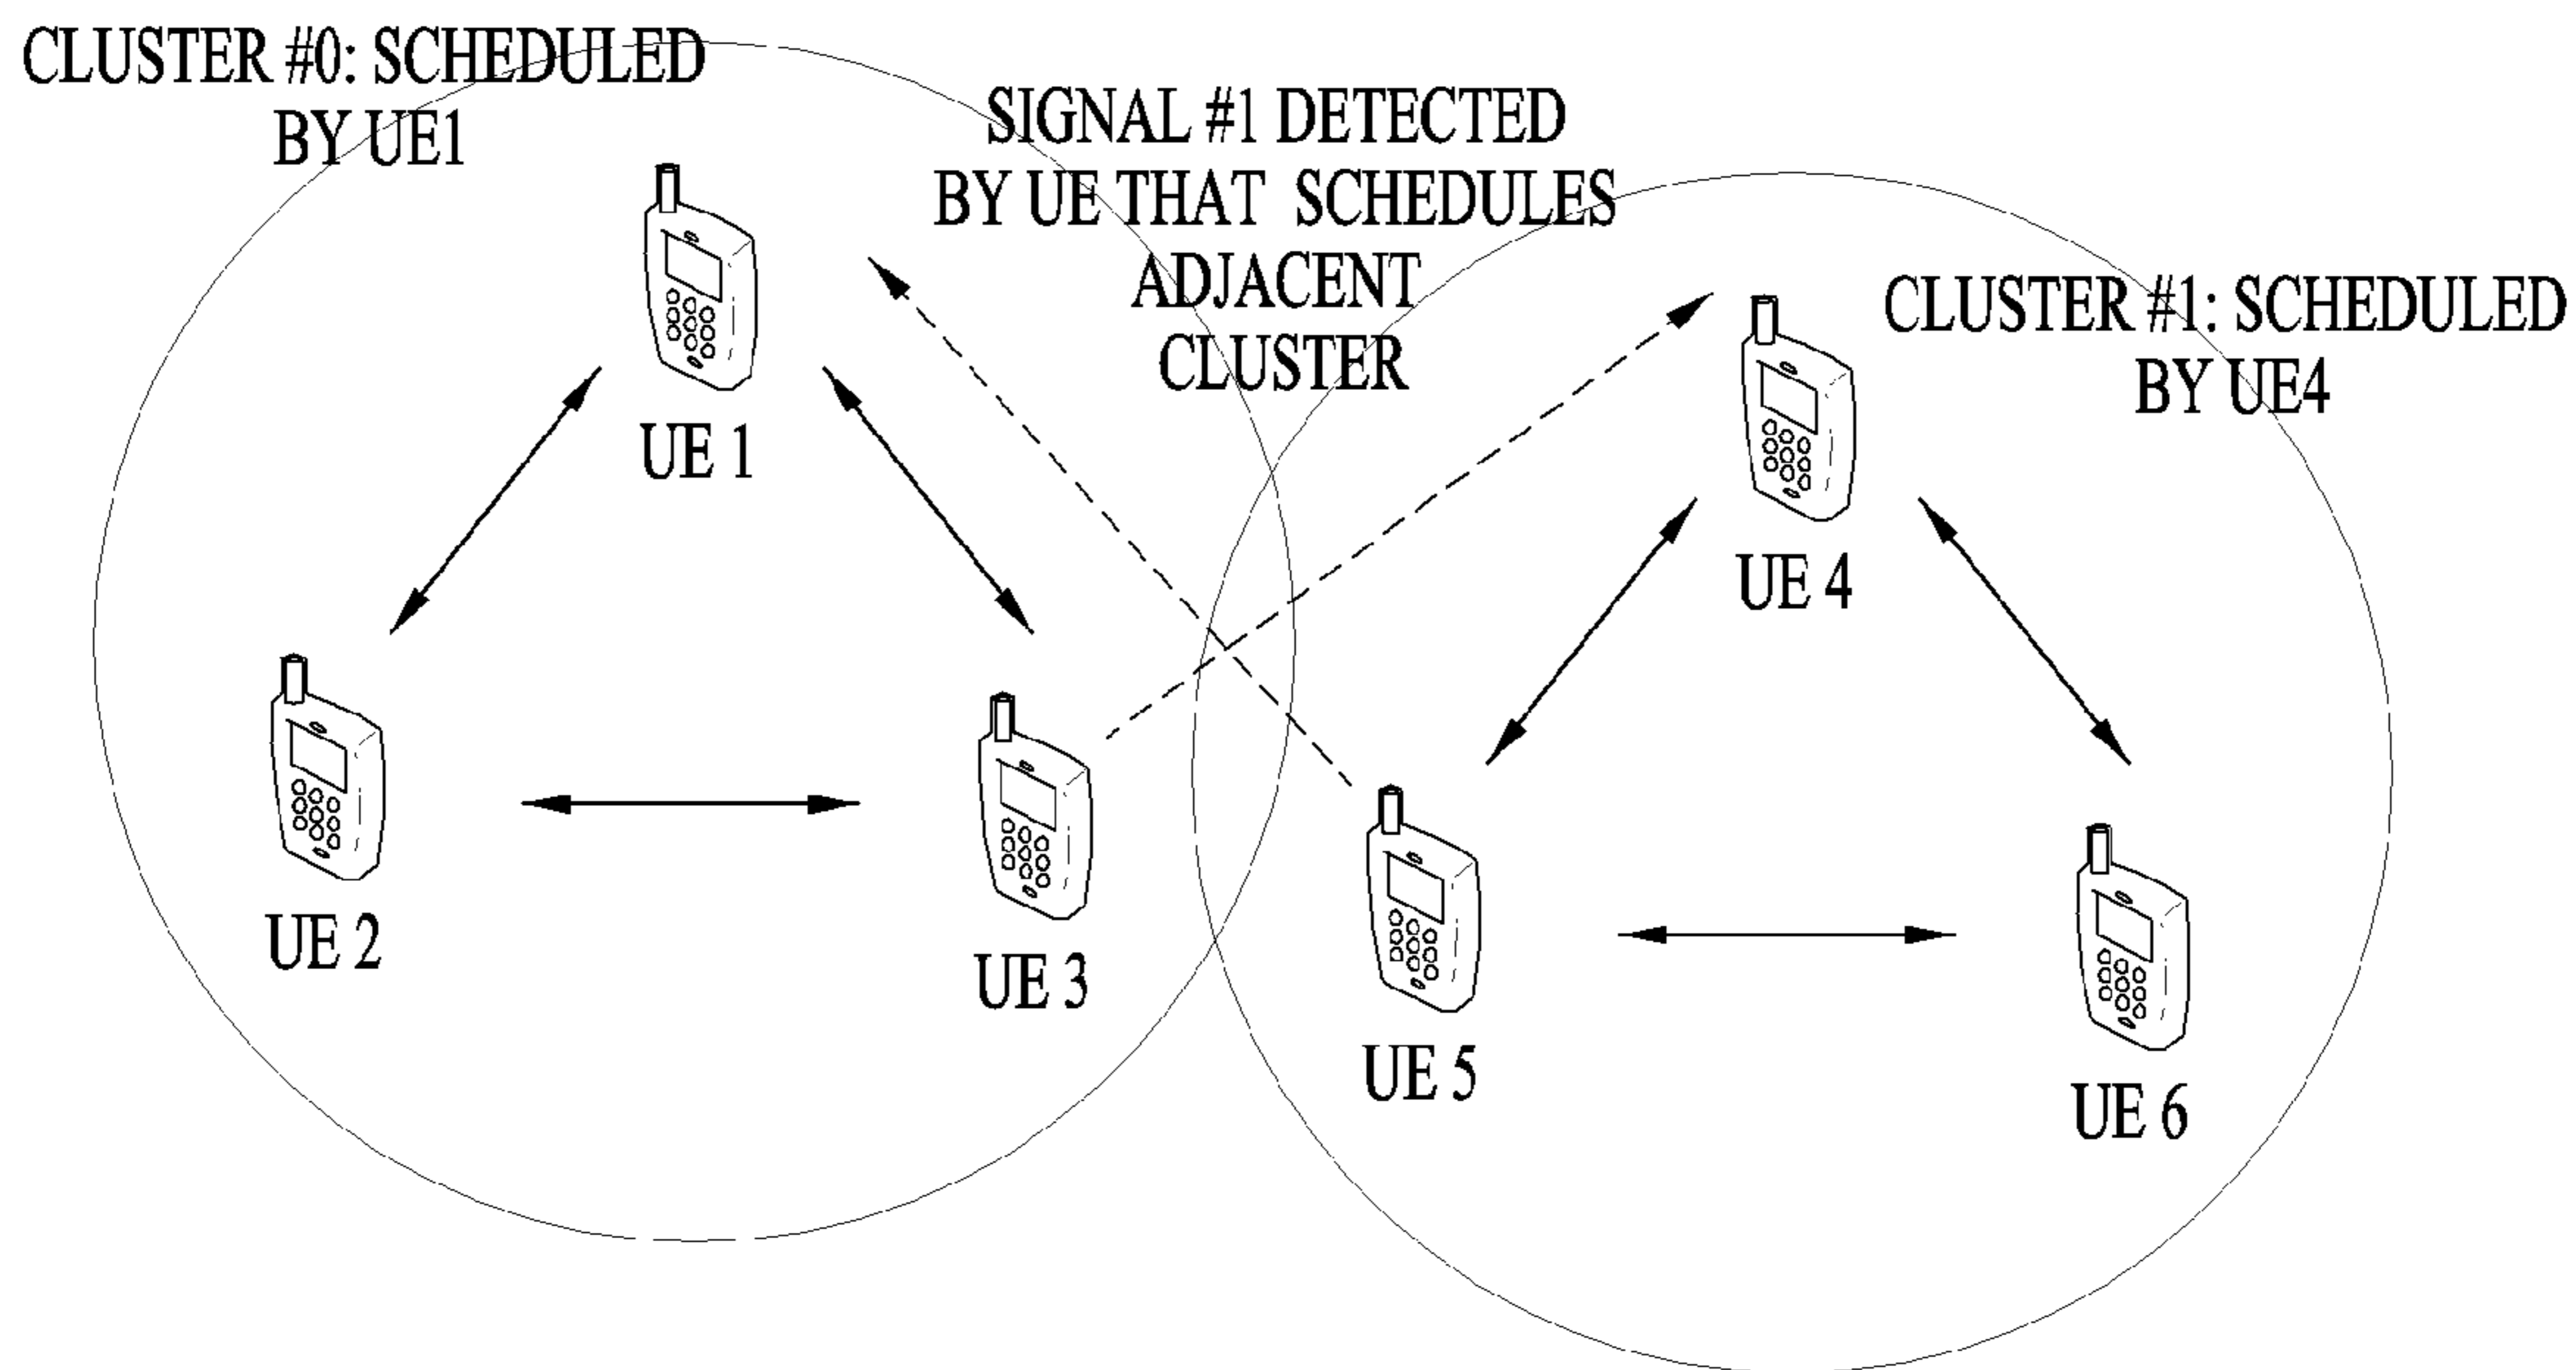 CLUSTER #0: SCHEDULED
BY UE1
SIGNAL #1 DETECTED
BY UE THAT SCHEDULES
ADJACENT
CLUSTER
CLUSTER #1: SCHEDULED
BY UE4
UE 1
UE 4
UE 2
UE 3
UE 5
UE 6